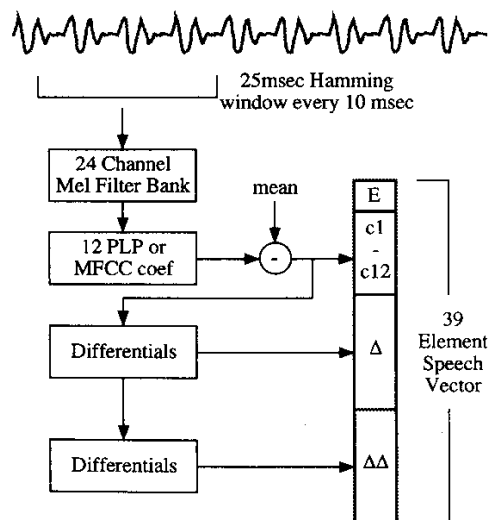 25msec Hamming
window every 10 msec
24 Channel
Mel Filter Bank
mean
E
12 PLP or
MFCC coef
-
c1
-
c12
39
Element
Speech
Vector
Differentials
Δ
Differentials
ΔΔ